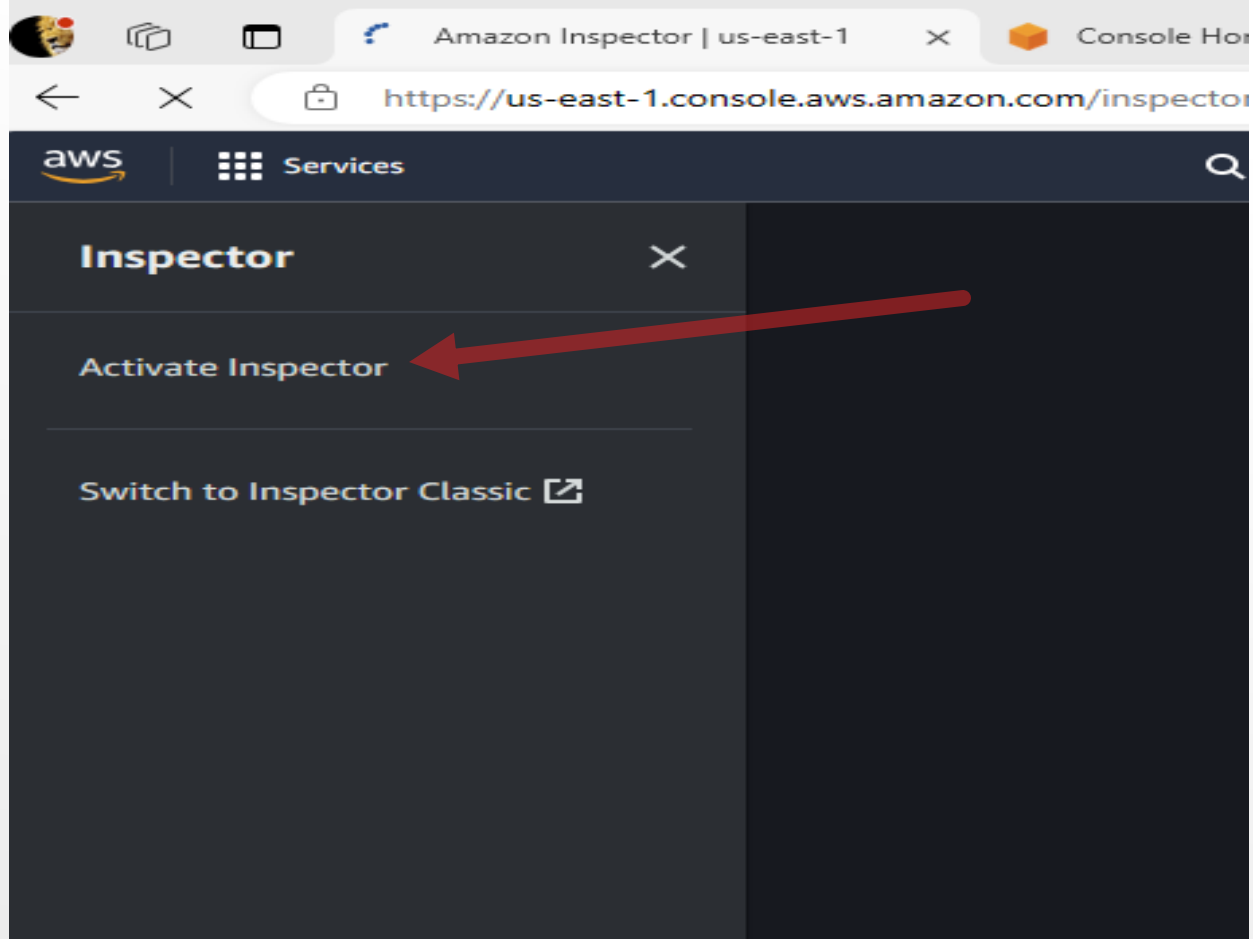 Amazon Inspector | us-east-1
Console Hor
https://us-east-1.console.aws.amazon.com/inspector
aws
Services
Inspector
Activate Inspector
Switch to Inspector Classic